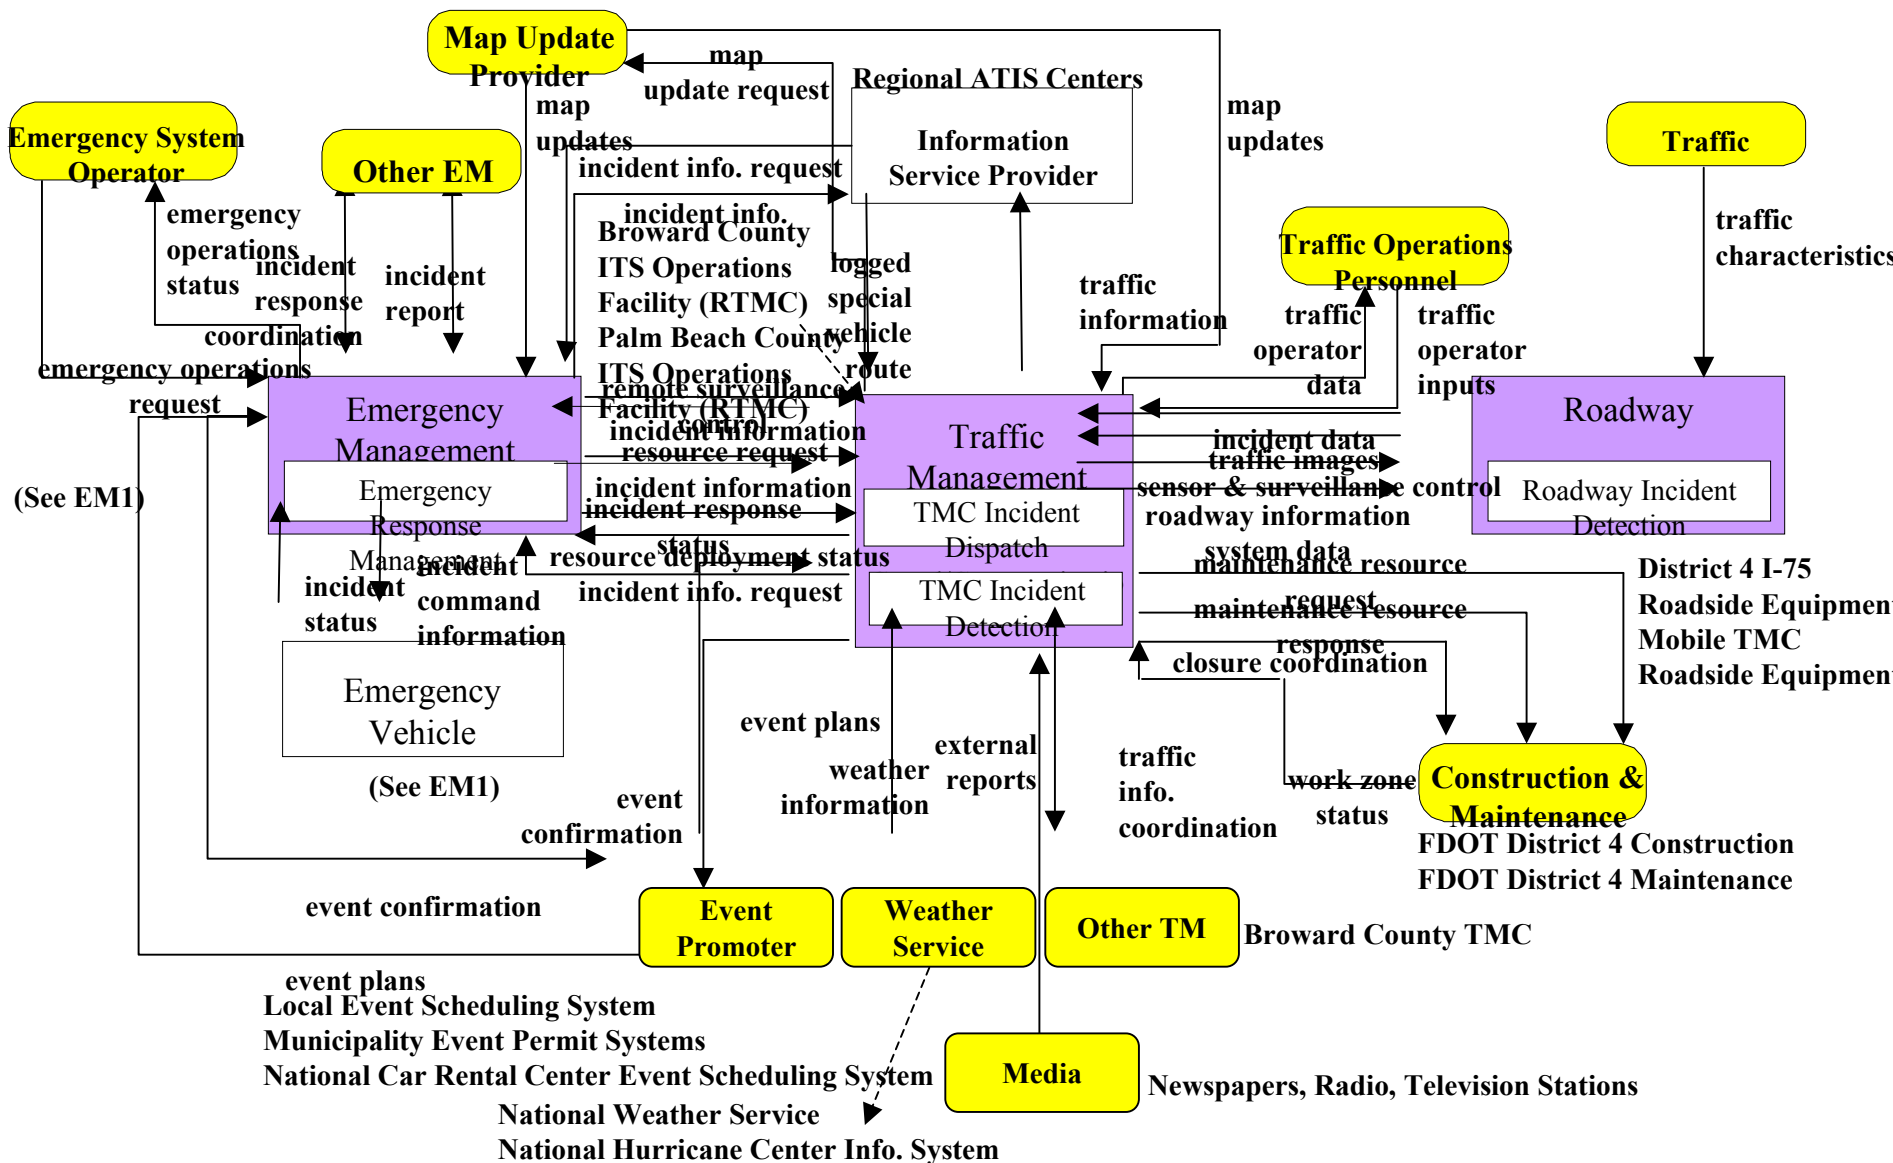 Map Update
Provider
map
update request
Regional ATIS Centers
map
updates
map
updates
Emergency System
Operator
Other EM
Information
Service Provider
Traffic
incident info. request
incident info.
emergency
operations
status
incident
response
coordination
incident
report
Broward County
ITS Operations
Facility (RTMC)
Palm Beach County
ITS Operations
Facility (RTMC)
logged
special
vehicle
route
traffic
information
Traffic Operations
Personnel
traffic
characteristics
traffic
operator
data
traffic
operator
inputs
emergency operations
request
remote surveillance
control
Emergency
Management
Emergency
Response
Management
(See EM1)
incident information
resource request
incident information
incident response
status
resource deployment status
incident info. request
Traffic
Management
TMC Incident
Dispatch
TMC Incident
Detection
incident data
traffic images
sensor & surveillance control
roadway information
system data
Roadway
Roadway Incident
Detection
maintenance resource
request
maintenance resource
response
closure coordination
District 4 I-75
Roadside Equipment
Mobile TMC
Roadside Equipment
incident
status
incident
command
information
Emergency
Vehicle
(See EM1)
event plans
weather
information
external
reports
traffic
info.
coordination
event
confirmation
work zone
status
Construction &
Maintenance
FDOT District 4 Construction
FDOT District 4 Maintenance
event confirmation
Event
Promoter
Weather
Service
Other TM
Broward County TMC
event plans
Local Event Scheduling System
Municipality Event Permit Systems
National Car Rental Center Event Scheduling System
Media
Newspapers, Radio, Television Stations
National Weather Service
National Hurricane Center Info. System